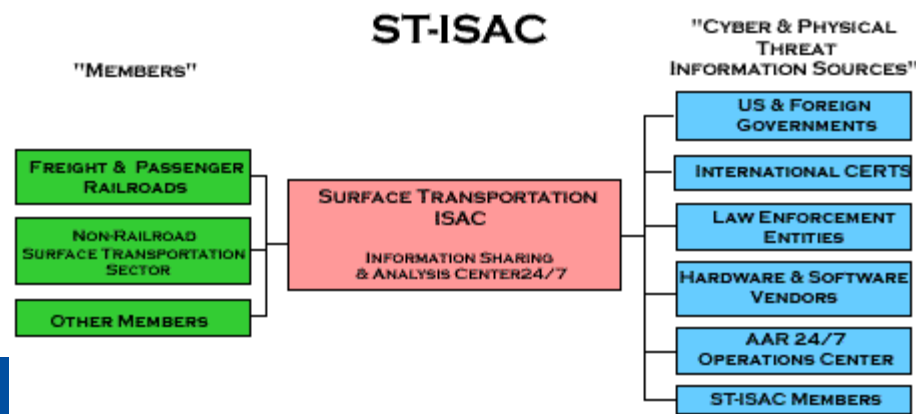 ST-ISAC
"MEMBERS"
"CYBER & PHYSICAL
THREAT
INFORMATION SOURCES"
FREIGHT & PASSENGER
RAILROADS
NON-RAILROAD
SURFACE TRANSPORTATION
SECTOR
OTHER MEMBERS
SURFACE TRANSPORTATION
ISAC
INFORMATION SHARING
& ANALYSIS CENTER24/7
US & FOREIGN
GOVERNMENTS
INTERNATIONAL CERTS
LAW ENFORCEMENT
ENTITIES
HARDWARE & SOFTWARE
VENDORS
AAR 24/7
OPERATIONS CENTER
ST-ISAC MEMBERS